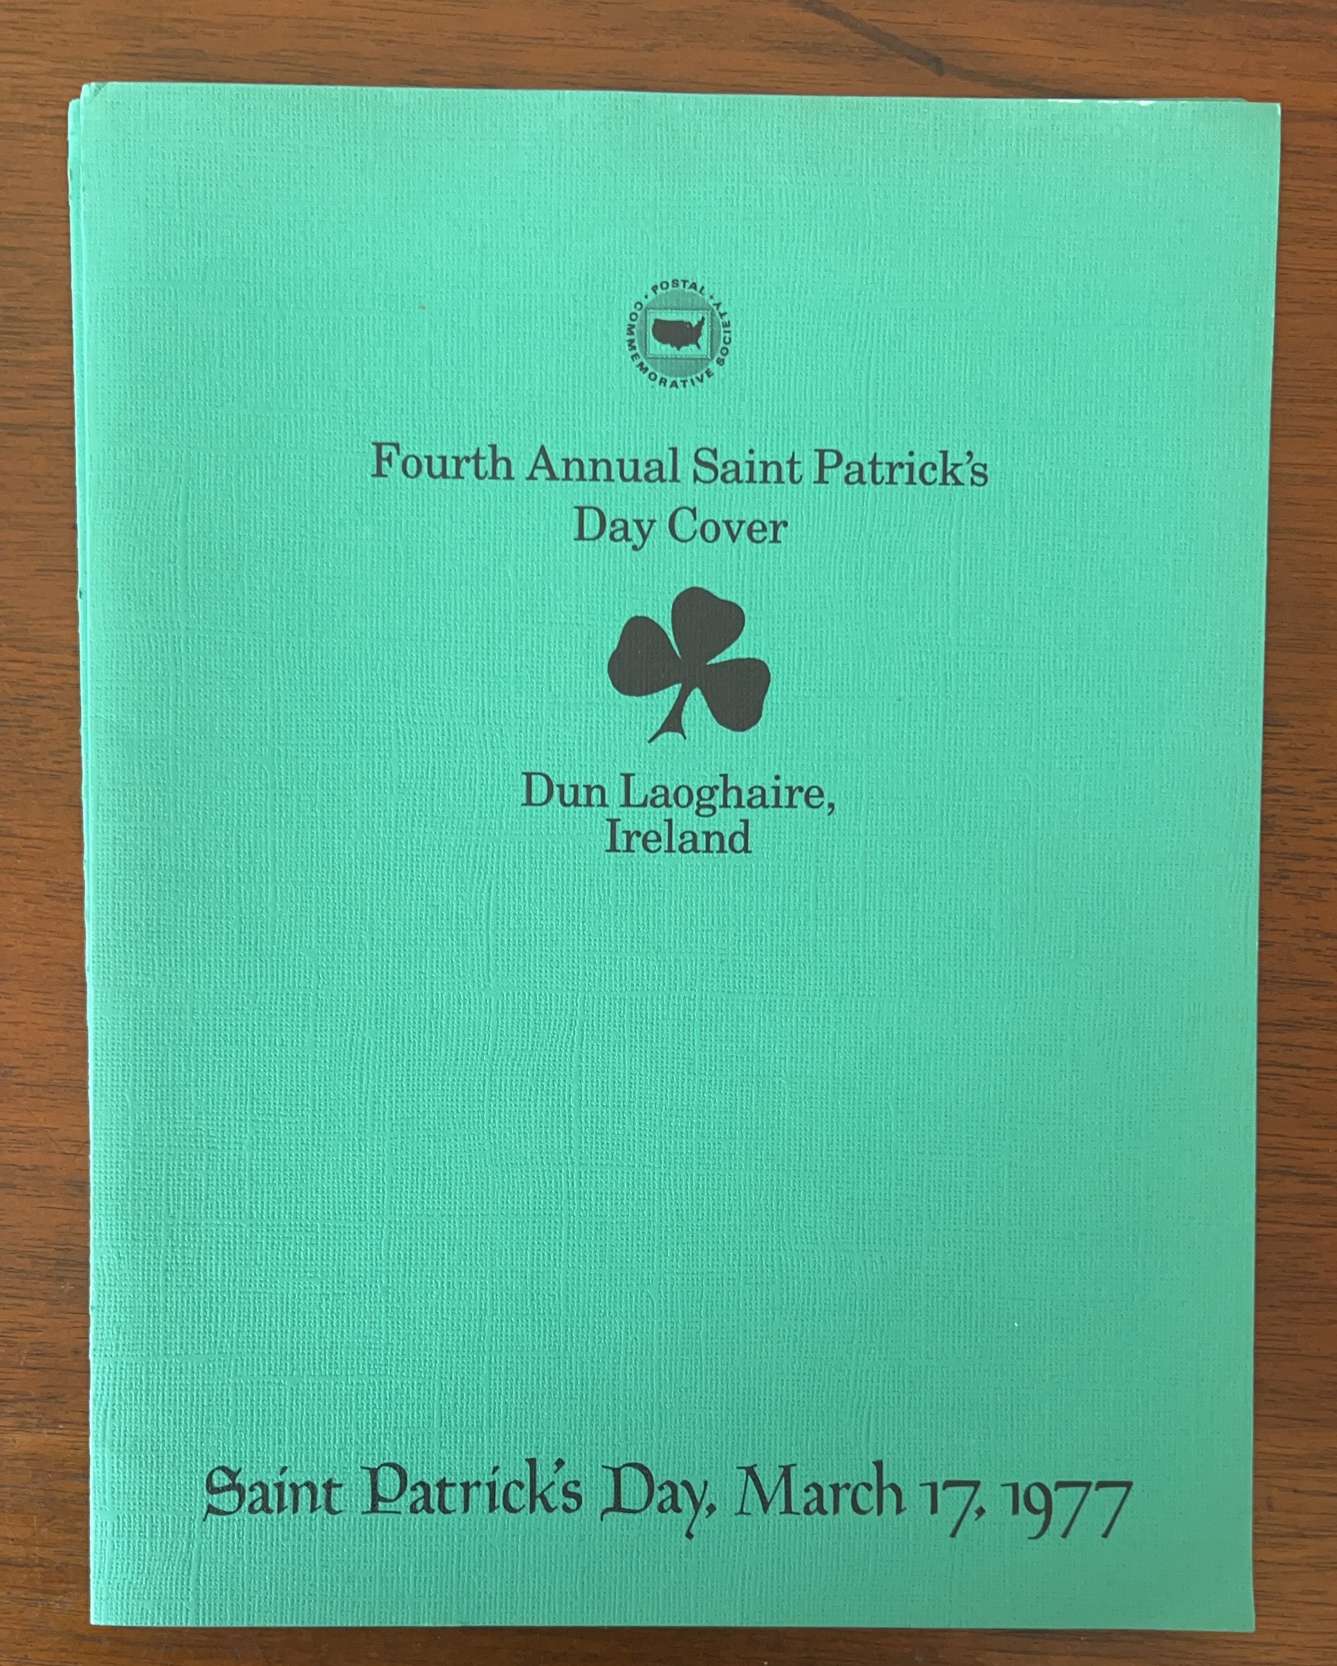 • POSTAL • COMMEMORATIVE SOCIETY
Fourth Annual Saint Patrick's
Day Cover
Dun Laoghaire,
Ireland
Saint Patrick's Day, March 17, 1977